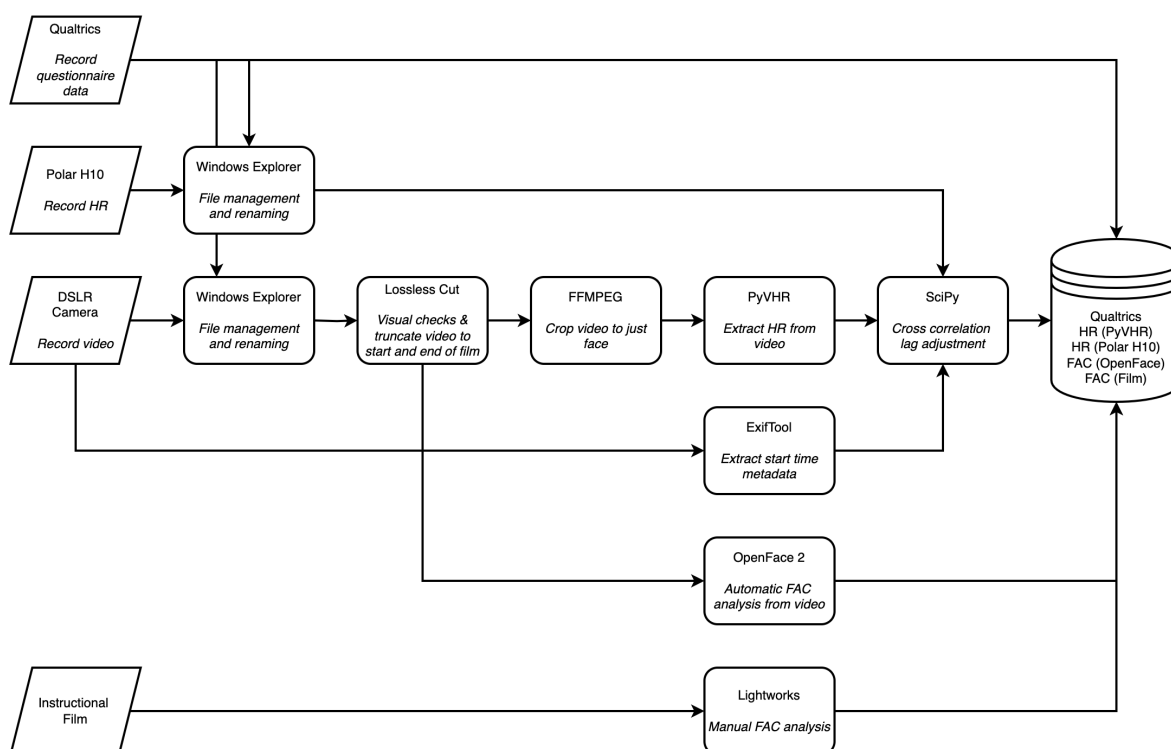 Qualtrics
Record
questionnaire
data
Polar H10
Record HR
Windows Explorer
File management
and renaming
DSLR
Camera
Record video
Windows Explorer
File management
and renaming
Lossless Cut
Visual checks &
truncate video to
start and end of film
FFMPEG
Crop video to just
face
PyVHR
Extract HR from
video
SciPy
Cross correlation
lag adjustment
Qualtrics
HR (PyVHR)
HR (Polar H10)
FAC (OpenFace)
FAC (Film)
ExifTool
Extract start time
metadata
OpenFace 2
Automatic FAC
analysis from video
Instructional
Film
Lightworks
Manual FAC analysis